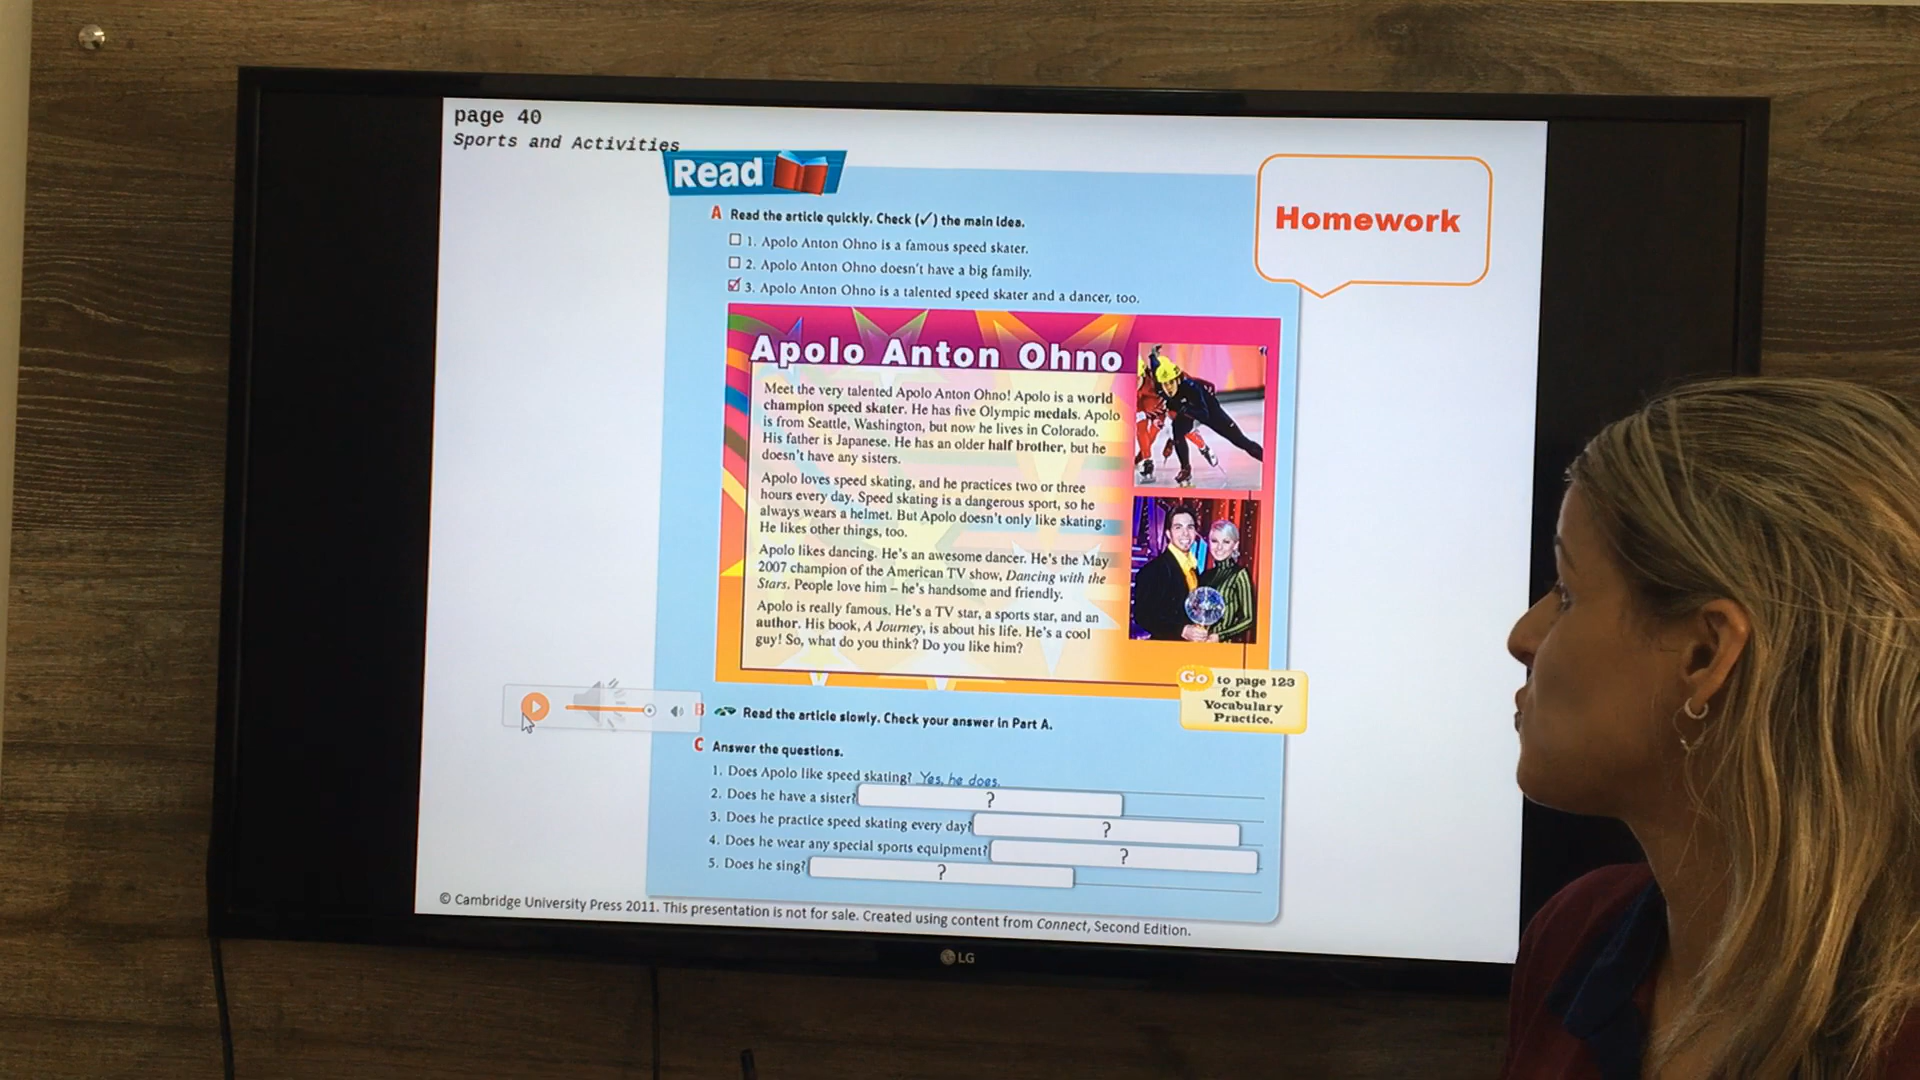 page 40
Sports and Activities
Read
Homework
A Read the article quickly. Check (✓) the main idea.
☐ 1. Apolo Anton Ohno is a famous speed skater.
☐ 2. Apolo Anton Ohno doesn't have a big family.
☑ 3. Apolo Anton Ohno is a talented speed skater and a dancer, too.
Apolo Anton Ohno
Meet the very talented Apolo Anton Ohno! Apolo is a world
champion speed skater. He has five Olympic medals. Apolo
is from Seattle, Washington, but now he lives in Colorado.
His father is Japanese. He has an older half brother, but he
doesn't have any sisters.
Apolo loves speed skating, and he practices two or three
hours every day. Speed skating is a dangerous sport, so he
always wears a helmet. But Apolo doesn't only like skating.
He likes other things, too.
Apolo likes dancing. He's an awesome dancer. He's the May
2007 champion of the American TV show, Dancing with the
Stars. People love him – he's handsome and friendly.
Apolo is really famous. He's a TV star, a sports star, and an
author. His book, A Journey, is about his life. He's a cool
guy! So, what do you think? Do you like him?
Go to page 123
for the
Vocabulary
Practice.
B Read the article slowly. Check your answer in Part A.
C Answer the questions.
1. Does Apolo like speed skating? Yes, he does.
2. Does he have a sister? ?
3. Does he practice speed skating every day? ?
4. Does he wear any special sports equipment? ?
5. Does he sing? ?
© Cambridge University Press 2011. This presentation is not for sale. Created using content from Connect, Second Edition.
LG